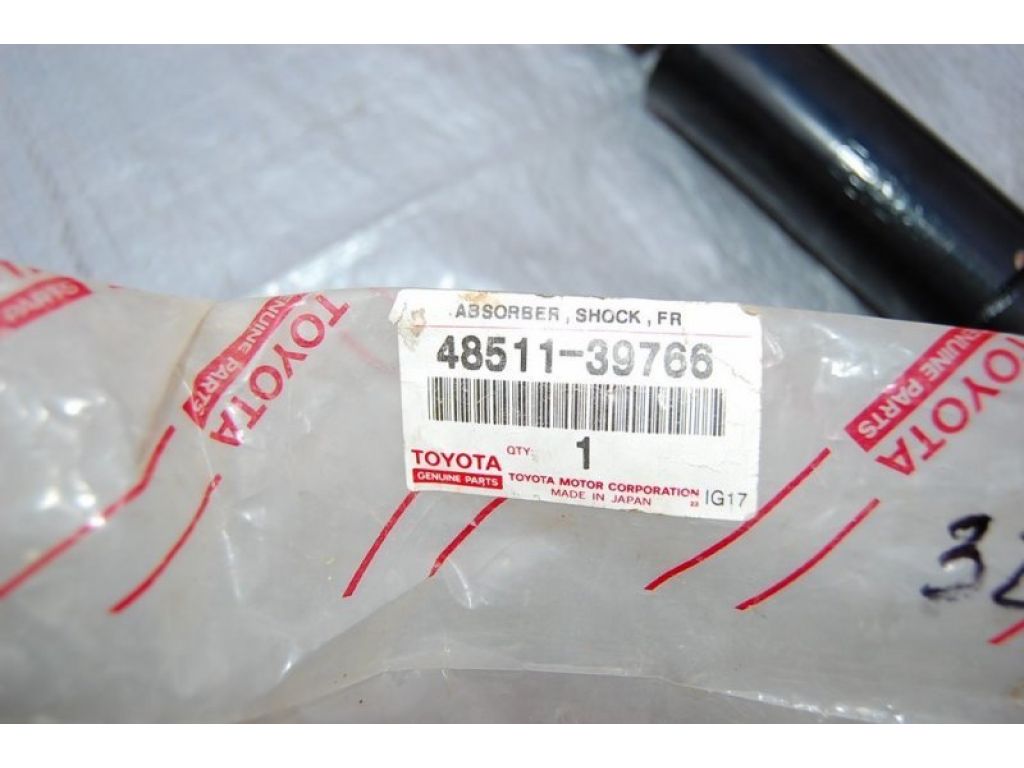 ABSORBER, SHOCK, FR
48511-39766
QTY: 1
TOYOTA
GENUINE PARTS
TOYOTA MOTOR CORPORATION
MADE IN JAPAN
22 IG17
TOYOTA
GENUINE PARTS
TOYOTA
GENUINE PARTS